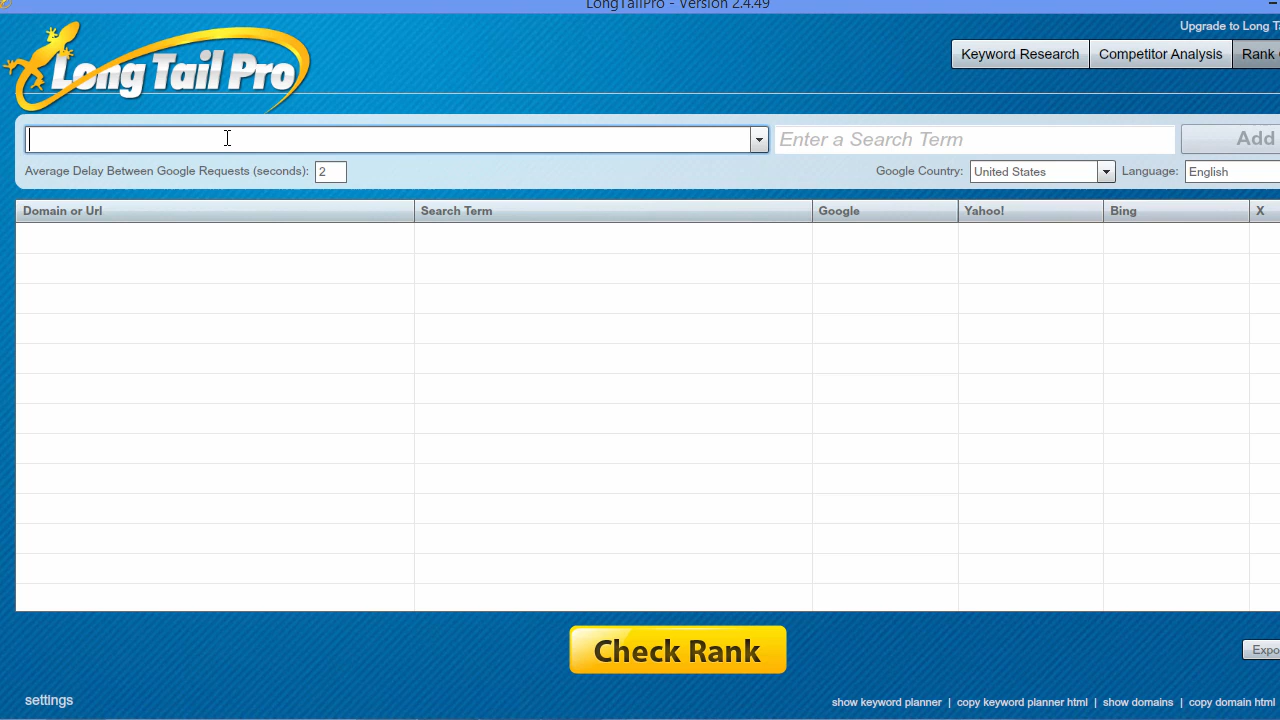 LongTailPro - Version 2.4.49
Upgrade to Long T
Long Tail Pro
Keyword Research
Competitor Analysis
Rank
Enter a Search Term
Add
Average Delay Between Google Requests (seconds): 2
Google Country: United States
Language: English
Domain or Url
Search Term
Google
Yahoo!
Bing
X
Check Rank
Expo
settings
show keyword planner | copy keyword planner html | show domains | copy domain html